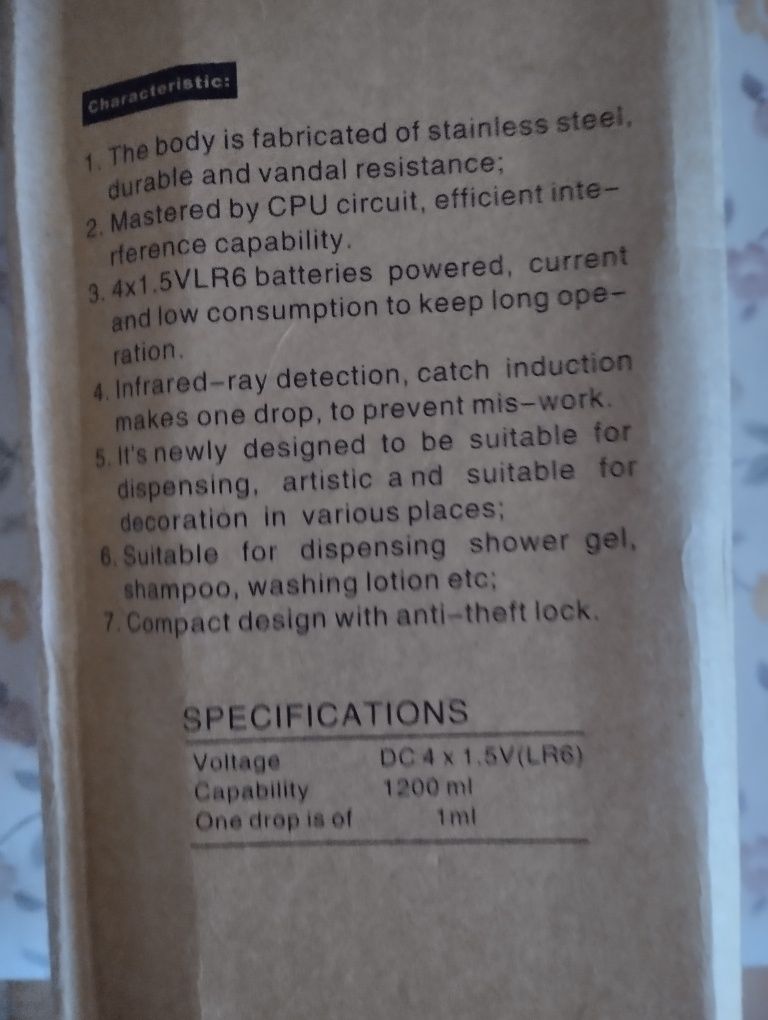 Characteristic:
1. The body is fabricated of stainless steel,
durable and vandal resistance;
2. Mastered by CPU circuit, efficient inte-
rference capability.
3. 4x1.5VLR6 batteries powered, current
and low consumption to keep long ope-
ration.
4. Infrared-ray detection, catch induction
makes one drop, to prevent mis-work.
5. It's newly designed to be suitable for
dispensing, artistic and suitable for
decoration in various places;
6. Suitable for dispensing shower gel,
shampoo, washing lotion etc;
7. Compact design with anti-theft lock.
SPECIFICATIONS
Voltage DC 4 x 1.5V(LR6)
Capability 1200 ml
One drop is of 1ml